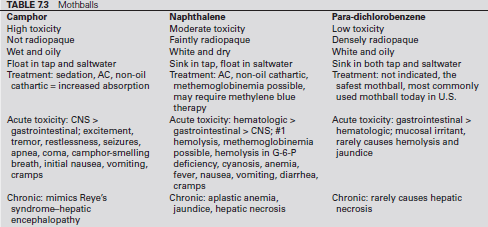 TABLE 7.3 Mothballs
Camphor
High toxicity
Not radiopaque
Wet and oily
Float in tap and saltwater
Treatment: sedation, AC, non-oil
cathartic = increased absorption
Acute toxicity: CNS >
gastrointestinal; excitement,
tremor, restlessness, seizures,
apnea, coma, camphor-smelling
breath, initial nausea, vomiting,
cramps
Chronic: mimics Reye's
syndrome–hepatic
encephalopathy
Naphthalene
Moderate toxicity
Faintly radiopaque
White and dry
Sink in tap, float in saltwater
Treatment: AC, non-oil cathartic,
methemoglobinemia possible,
may require methylene blue
therapy
Acute toxicity: hematologic >
gastrointestinal > CNS; #1
hemolysis, methemoglobinemia
possible, hemolysis in G-6-P
deficiency, cyanosis, anemia,
fever, nausea, vomiting, diarrhea,
cramps
Chronic: aplastic anemia,
jaundice, hepatic necrosis
Para-dichlorobenzene
Low toxicity
Densely radiopaque
White and oily
Sink in both tap and saltwater
Treatment: not indicated, the
safest mothball, most commonly
used mothball today in U.S.
Acute toxicity: gastrointestinal >
hematologic; mucosal irritant,
rarely causes hemolysis and
jaundice
Chronic: rarely causes hepatic
necrosis